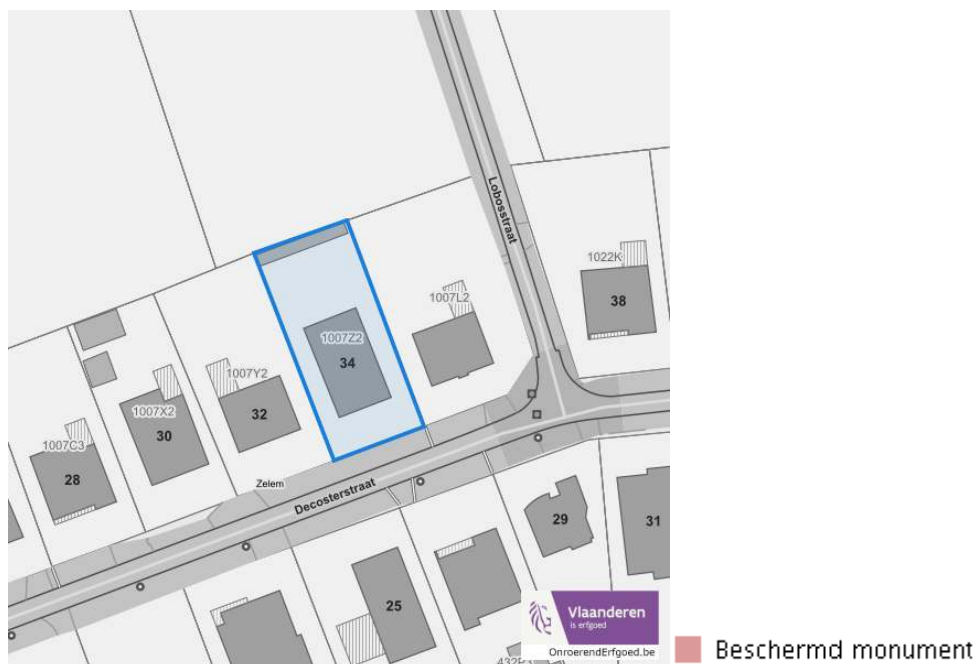 Lobosstraat
1022K
38
1007L2
1007Z2
34
1007Y2
32
1007X2
30
1007C3
28
Zelem
Decosterstraat
29
31
25
Vlaanderen
is erfgoed
OnroerendErfgoed.be
Beschermd monument